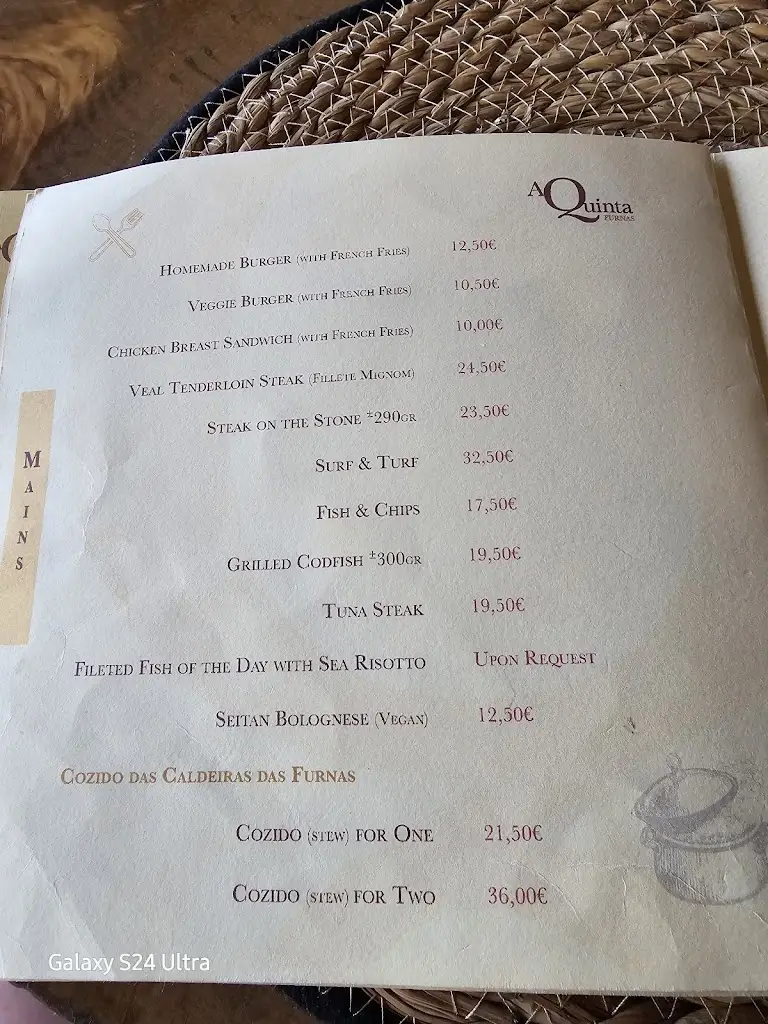 A Quinta
FURNAS
Homemade Burger (with French Fries) 12,50€
Veggie Burger (with French Fries) 10,50€
Chicken Breast Sandwich (with French Fries) 10,00€
Veal Tenderloin Steak (Fillete Mignom) 24,50€
Steak on the Stone ±290gr 23,50€
Surf & Turf 32,50€
Fish & Chips 17,50€
Grilled Codfish ±300gr 19,50€
Tuna Steak 19,50€
Fileted Fish of the Day with Sea Risotto Upon Request
Seitan Bolognese (Vegan) 12,50€
Cozido das Caldeiras das Furnas
Cozido (stew) for One 21,50€
Cozido (stew) for Two 36,00€
Mains
Galaxy S24 Ultra